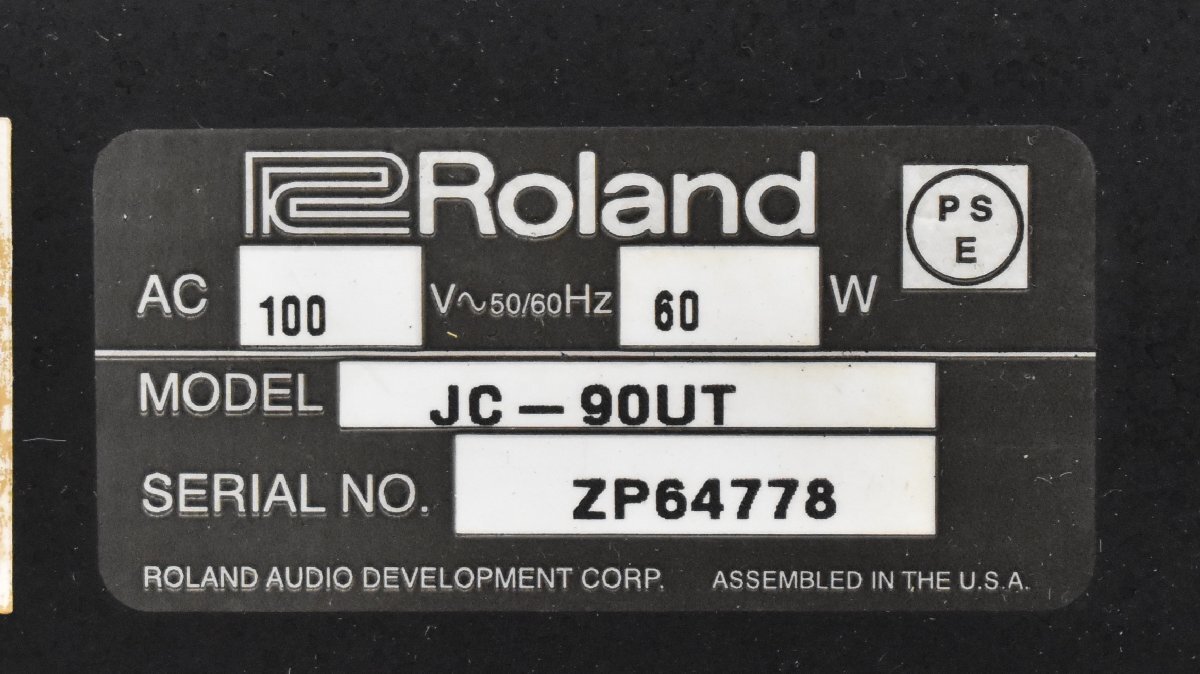 Roland
PS
E
AC 100 V~50/60Hz 60 W
MODEL JC-90UT
SERIAL NO. ZP64778
ROLAND AUDIO DEVELOPMENT CORP. ASSEMBLED IN THE U.S.A.